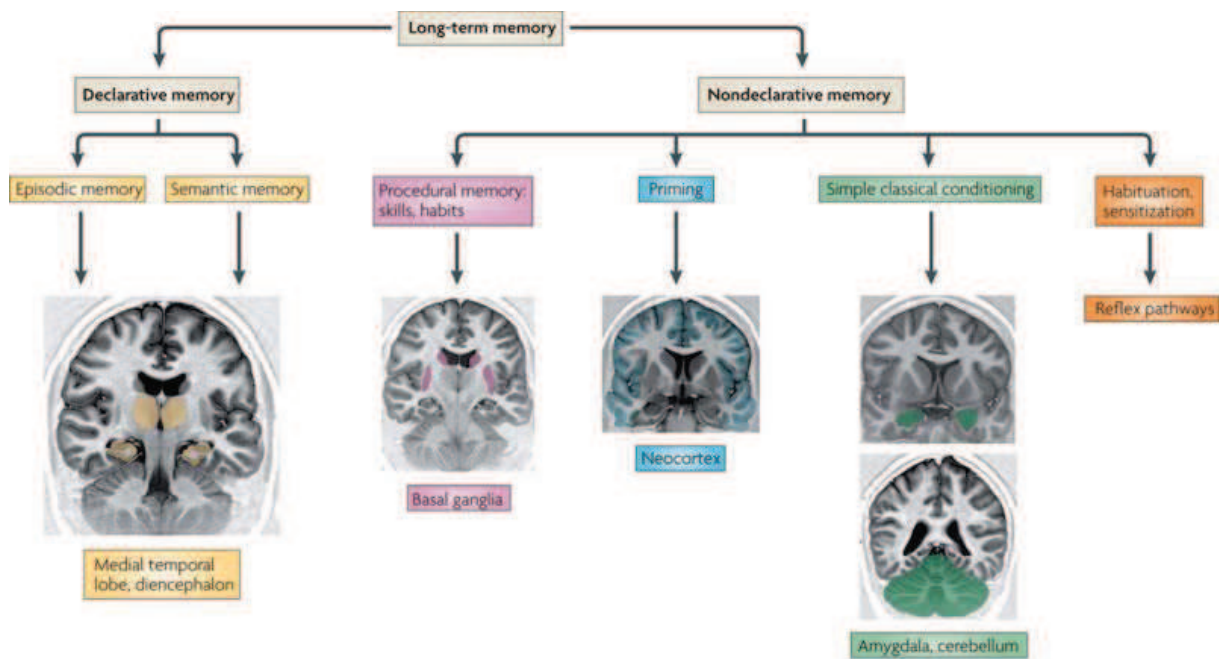 Long-term memory
Declarative memory
Nondeclarative memory
Episodic memory
Semantic memory
Procedural memory:
skills, habits
Priming
Simple classical conditioning
Habituation,
sensitization
Reflex pathways
Neocortex
Basal ganglia
Medial temporal
lobe, diencephalon
Amygdala, cerebellum